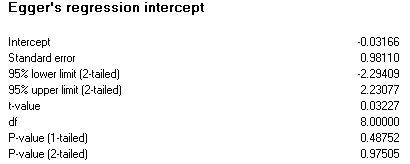 Egger's regression intercept
Intercept -0.03166
Standard error 0.98110
95% lower limit (2-tailed) -2.29409
95% upper limit (2-tailed) 2.23077
t-value 0.03227
df 8.00000
P-value (1-tailed) 0.48752
P-value (2-tailed) 0.97505